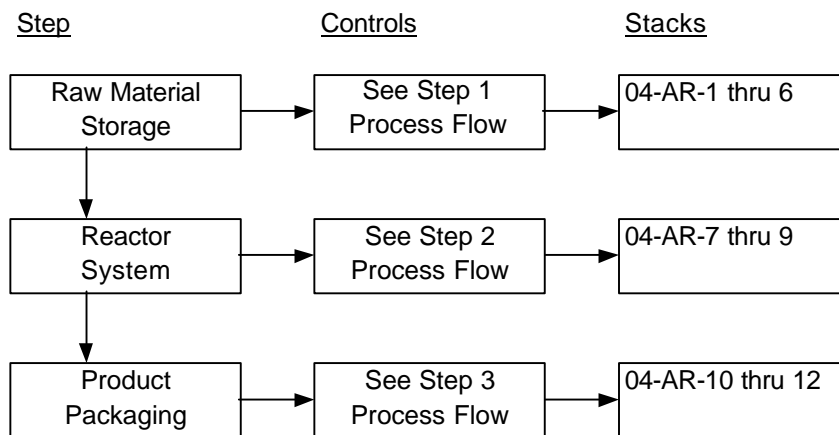 Step Controls Stacks
Raw Material
Storage
See Step 1
Process Flow
04-AR-1 thru 6
Reactor
System
See Step 2
Process Flow
04-AR-7 thru 9
Product
Packaging
See Step 3
Process Flow
04-AR-10 thru 12